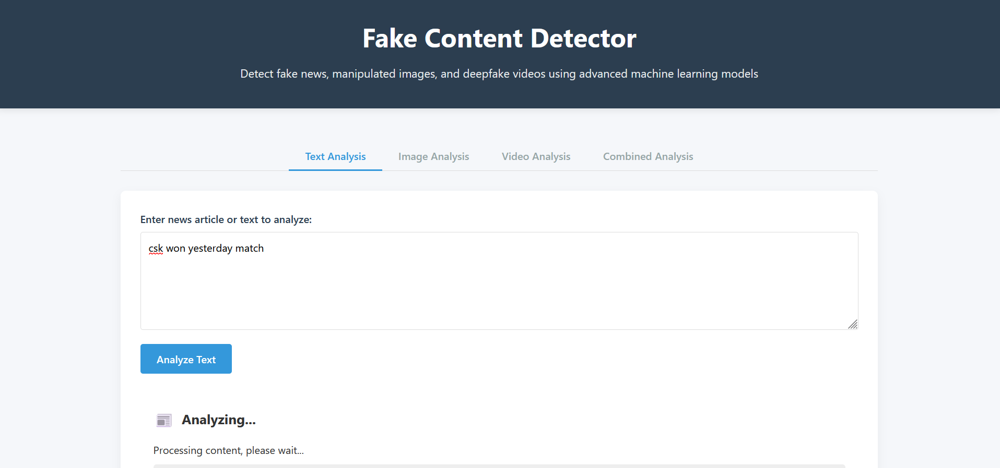 Fake Content Detector
Detect fake news, manipulated images, and deepfake videos using advanced machine learning models
Text Analysis Image Analysis Video Analysis Combined Analysis
Enter news article or text to analyze:
csk won yesterday match
Analyze Text
Analyzing...
Processing content, please wait...